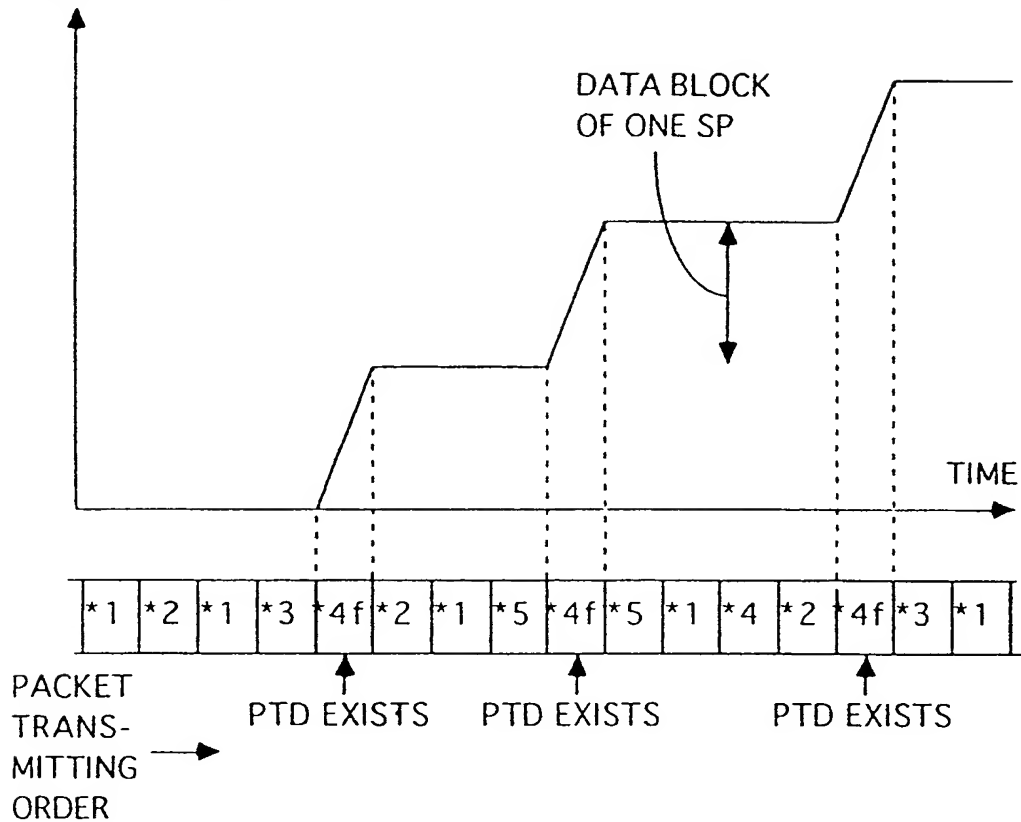 DATA BLOCK
OF ONE SP
TIME
*1 *2 *1 *3 *4f *2 *1 *5 *4f *5 *1 *4 *2 *4f *3 *1
PACKET
TRANS-
MITTING
ORDER
PTD EXISTS PTD EXISTS PTD EXISTS